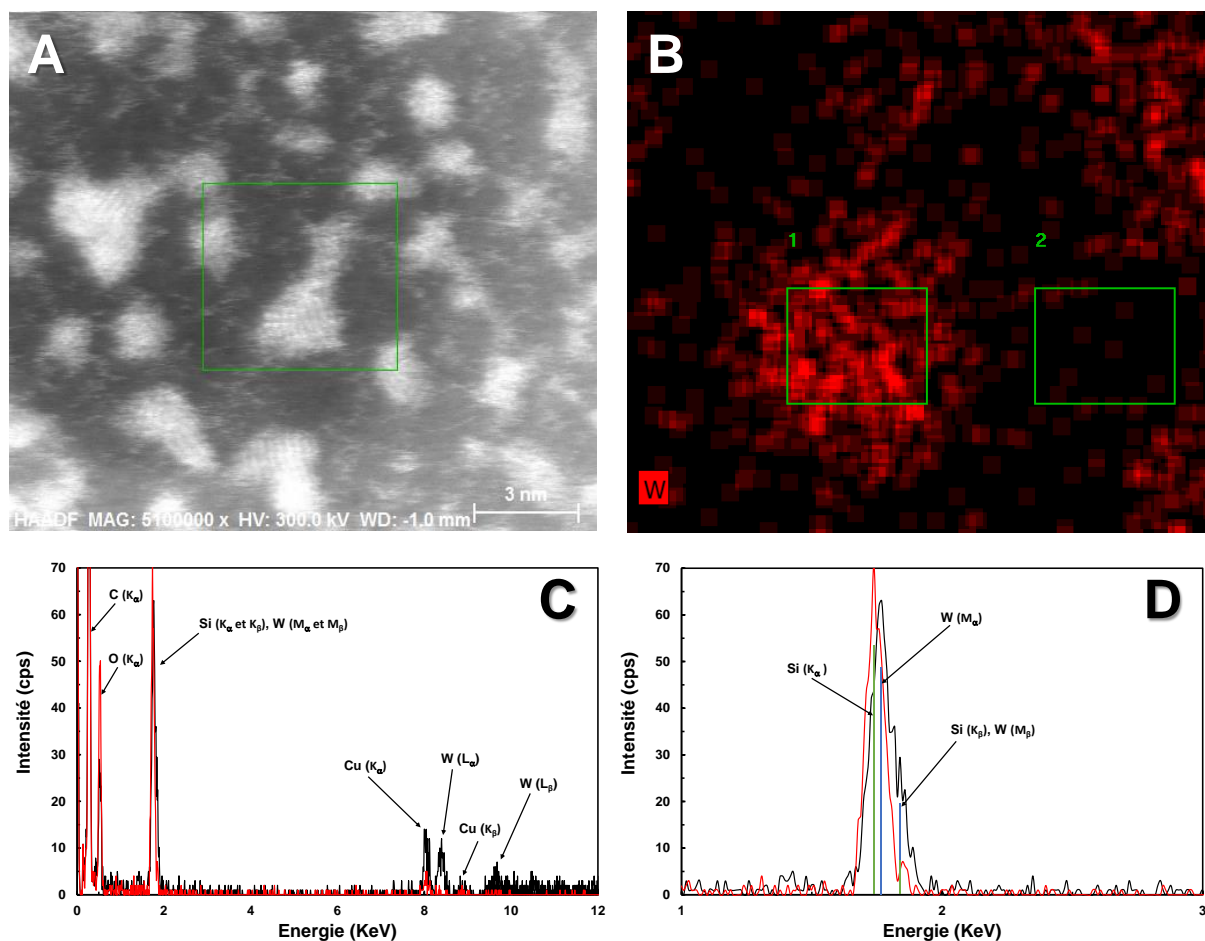 A
3 nm
HAADF MAG: 5100000 x HV: 300.0 kV WD: -1.0 mm
B
1
2
W
C
70
60
50
40
30
20
10
0
Intensité (cps)
C (Kα)
O (Kα)
Si (Kα et Kβ), W (Mα et Mβ)
Cu (Kα)
W (Lα)
Cu (Kβ)
W (Lβ)
0 2 4 6 8 10 12
Energie (KeV)
D
70
60
50
40
30
20
10
0
Intensité (cps)
W (Mα)
Si (Kα )
Si (Kβ), W (Mβ)
1 2 3
Energie (KeV)